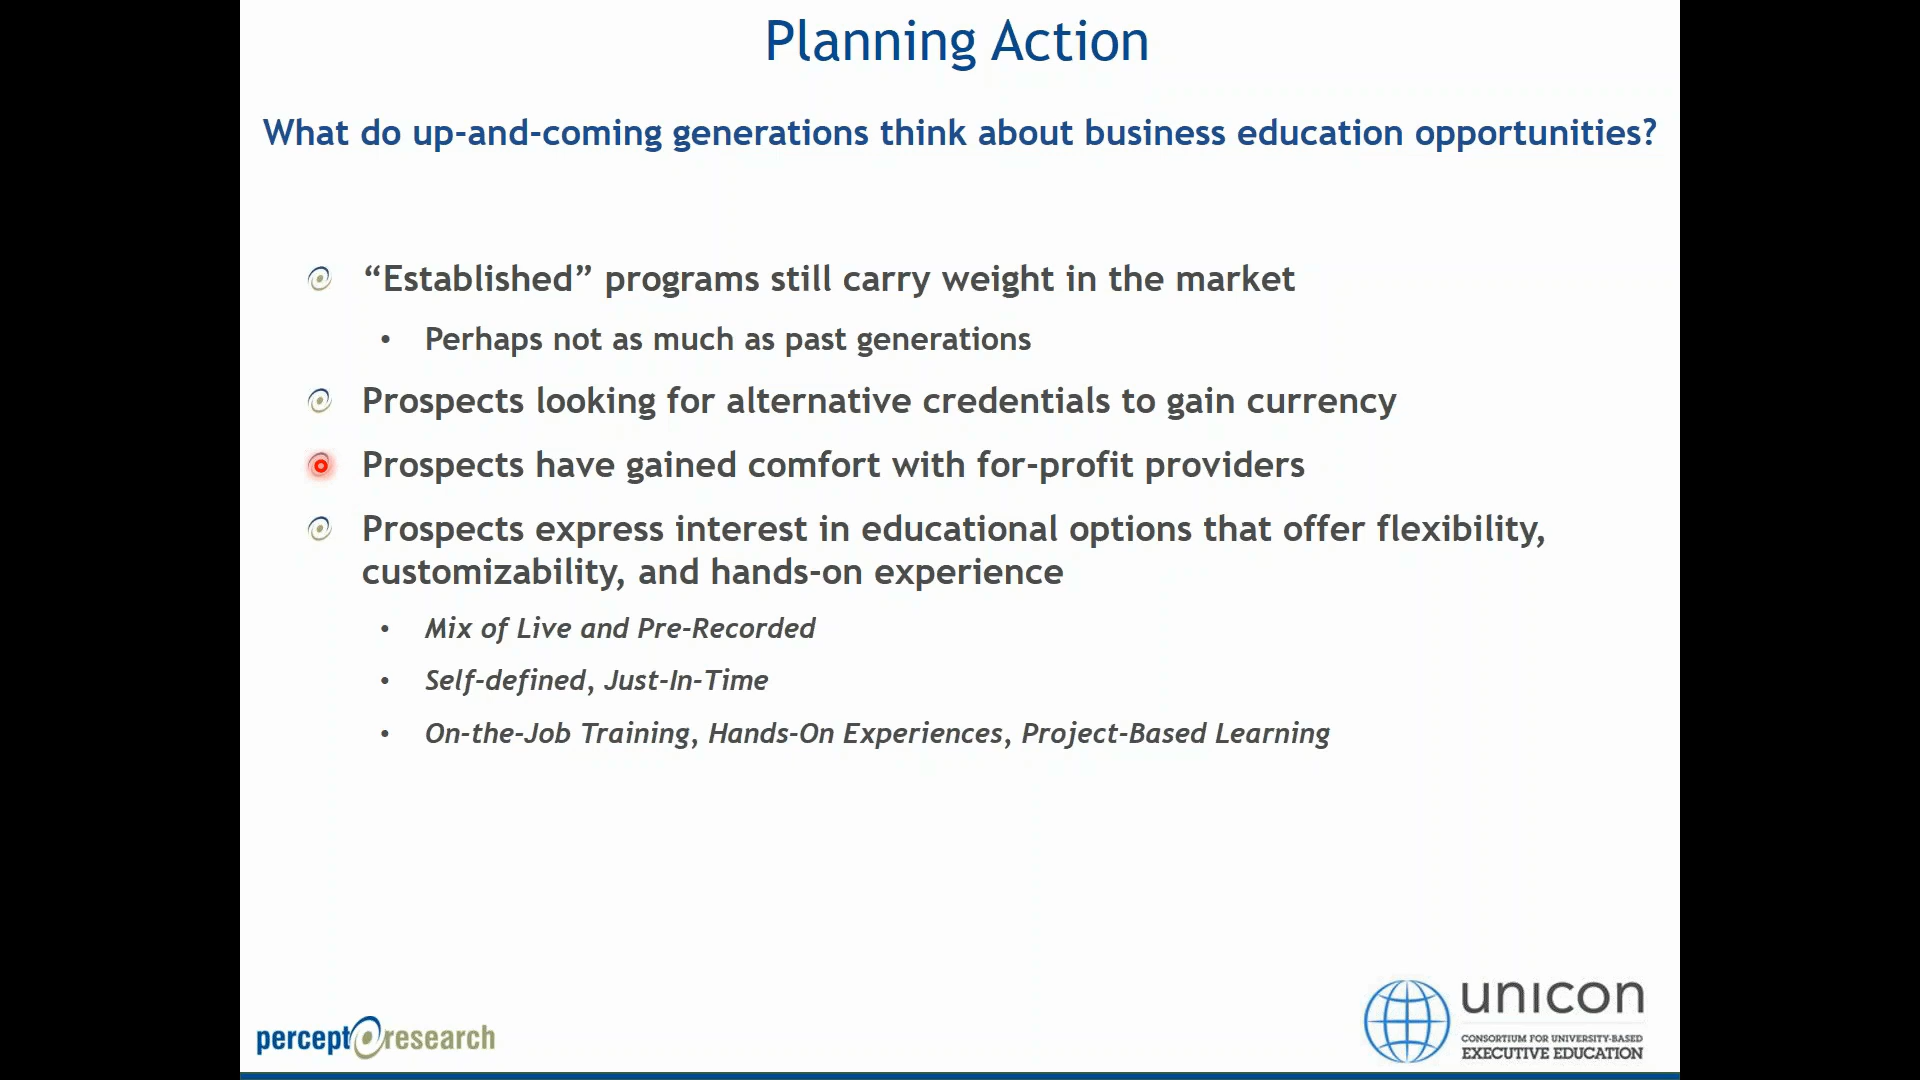 Planning Action
What do up-and-coming generations think about business education opportunities?
“Established” programs still carry weight in the market
• Perhaps not as much as past generations
Prospects looking for alternative credentials to gain currency
Prospects have gained comfort with for-profit providers
Prospects express interest in educational options that offer flexibility,
customizability, and hands-on experience
• Mix of Live and Pre-Recorded
• Self-defined, Just-In-Time
• On-the-Job Training, Hands-On Experiences, Project-Based Learning
percept research
unicon
CONSORTIUM FOR UNIVERSITY-BASED
EXECUTIVE EDUCATION